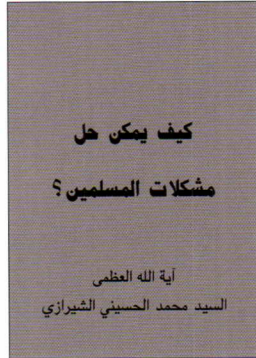 كيف يمكن حل
مشكلات المسلمين؟
آية الله العظمى
السيد محمد الحسيني الشيرازي